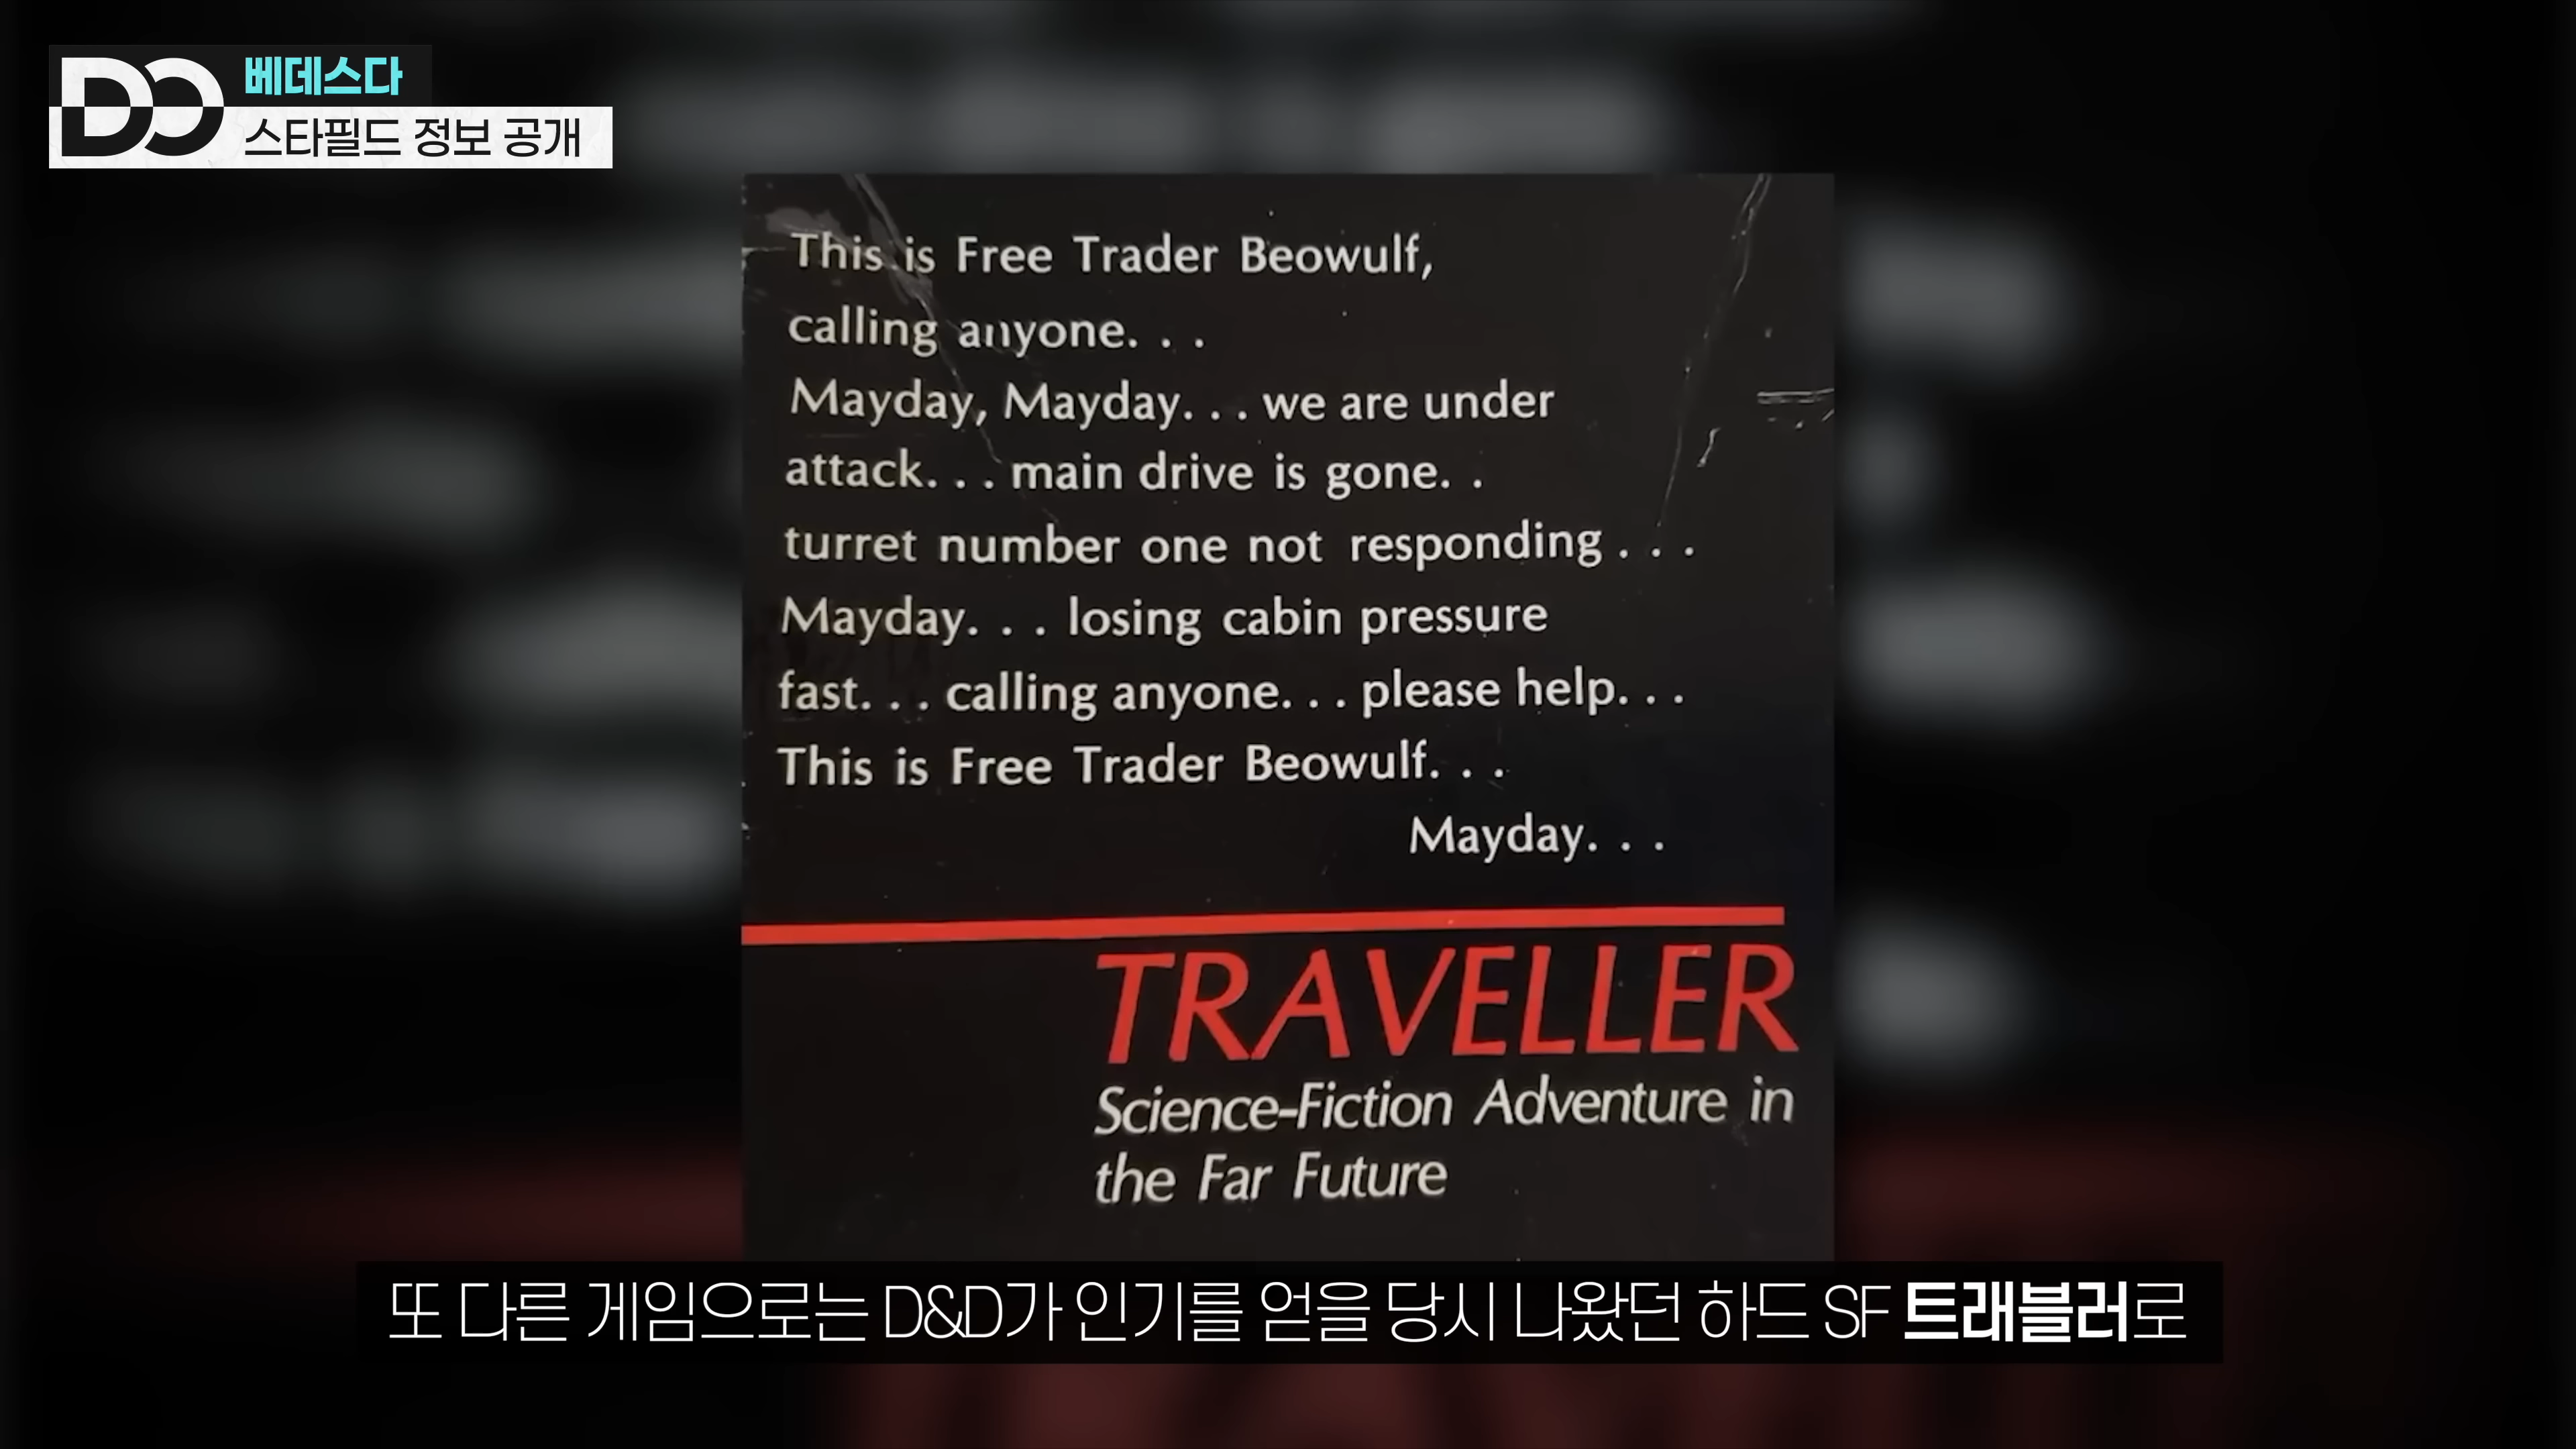 DO
베데스다
스타필드 정보 공개
This is Free Trader Beowulf,
calling anyone. . .
Mayday, Mayday. . . we are under
attack. . . main drive is gone. .
turret number one not responding . . .
Mayday. . . losing cabin pressure
fast. . . calling anyone. . . please help. . .
This is Free Trader Beowulf. . .
Mayday. . .
TRAVELLER
Science-Fiction Adventure in
the Far Future
또 다른 게임으로는 D&D가 인기를 얻을 당시 나왔던 하드 SF 트래블러로